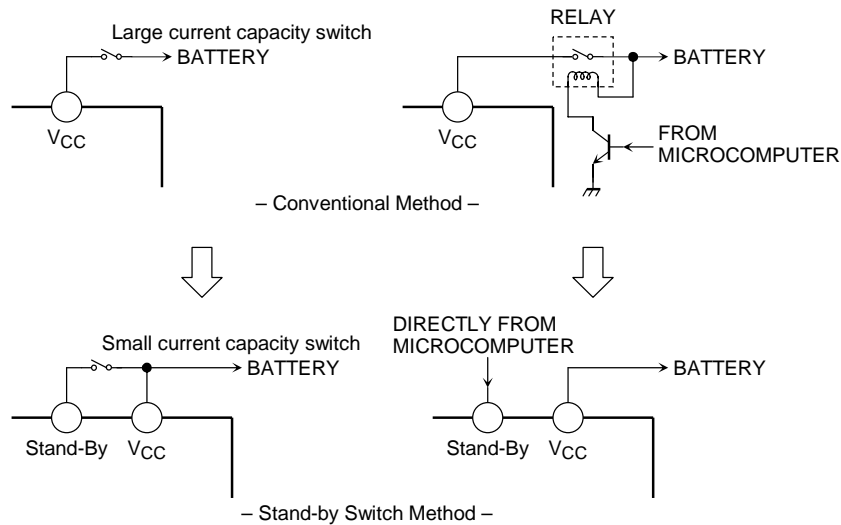 Large current capacity switch
BATTERY
VCC
RELAY
BATTERY
VCC
FROM
MICROCOMPUTER
– Conventional Method –
Small current capacity switch
BATTERY
Stand-By VCC
DIRECTLY FROM
MICROCOMPUTER
BATTERY
Stand-By VCC
– Stand-by Switch Method –